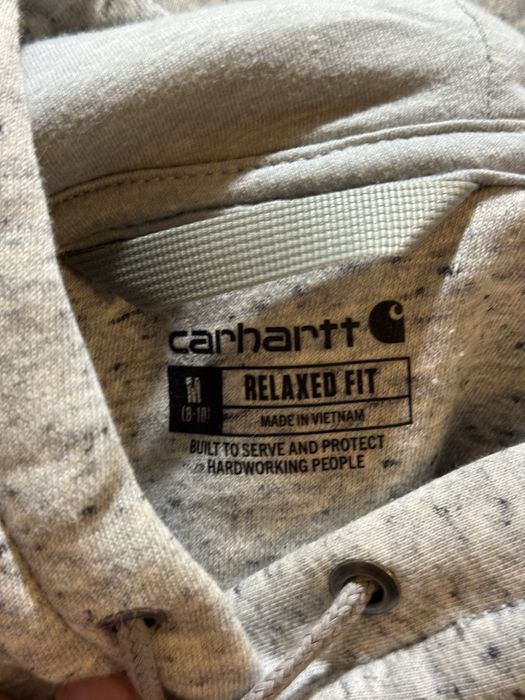 carhartt
M
(8-10)
RELAXED FIT
MADE IN VIETNAM
BUILT TO SERVE AND PROTECT
HARDWORKING PEOPLE